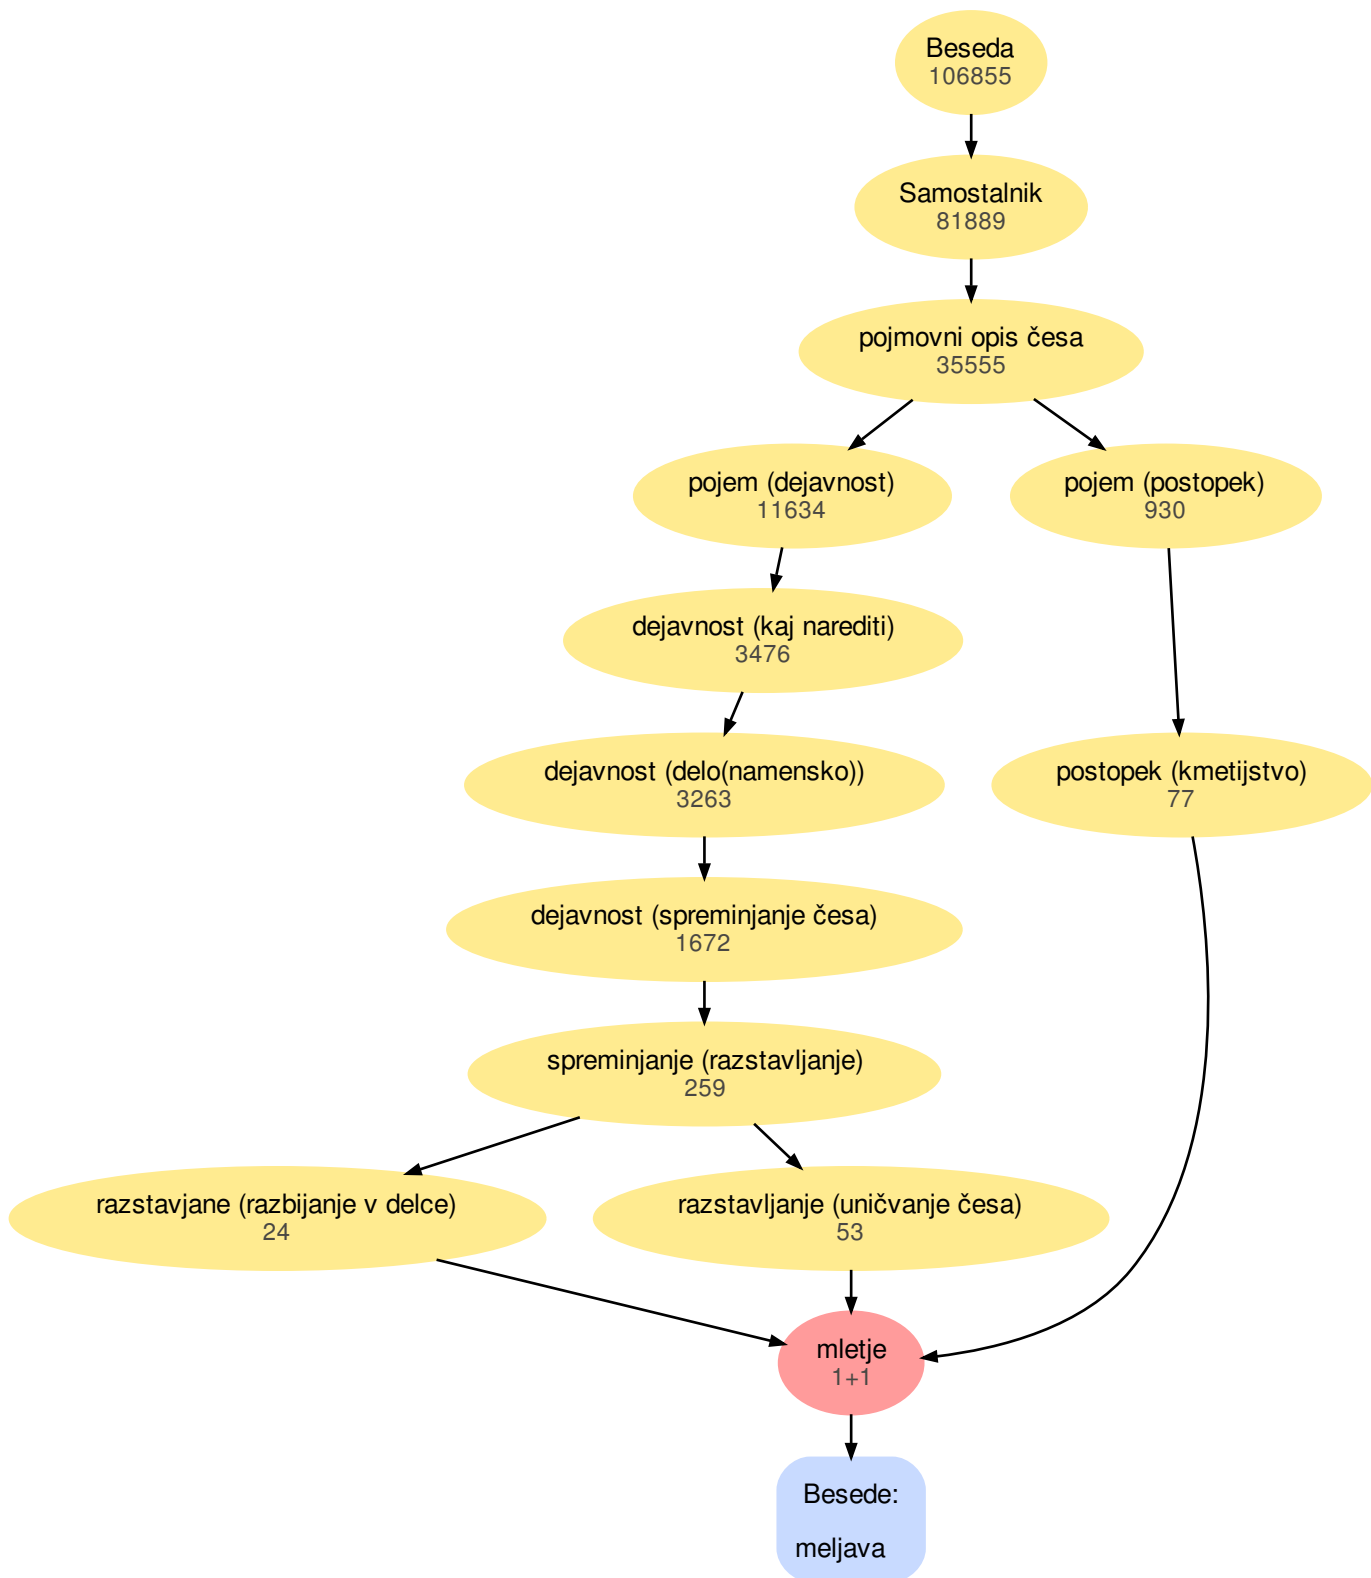 Beseda
106855
Samostalnik
81889
pojmovni opis česa
35555
pojem (dejavnost)
11634
pojem (postopek)
930
dejavnost (kaj narediti)
3476
dejavnost (delo(namensko))
3263
postopek (kmetijstvo)
77
dejavnost (spreminjanje česa)
1672
spreminjanje (razstavljanje)
259
razstavjane (razbijanje v delce)
24
razstavljanje (uničvanje česa)
53
mletje
1+1
Besede:
meljava